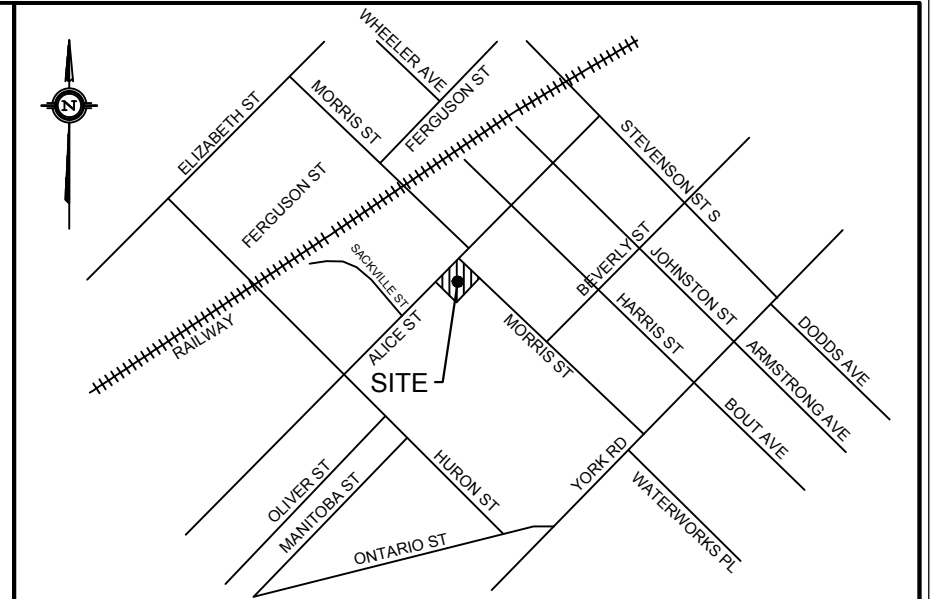 N
WHEELER AVE
ELIZABETH ST
MORRIS ST
FERGUSON ST
STEVENSON ST S
FERGUSON ST
SACKVILLE ST
BEVERLY ST
JOHNSTON ST
RAILWAY
ALICE ST
SITE
MORRIS ST
HARRIS ST
DODDS AVE
ARMSTRONG AVE
BOUT AVE
OLIVER ST
MANITOBA ST
HURON ST
YORK RD
WATERWORKS PL
ONTARIO ST